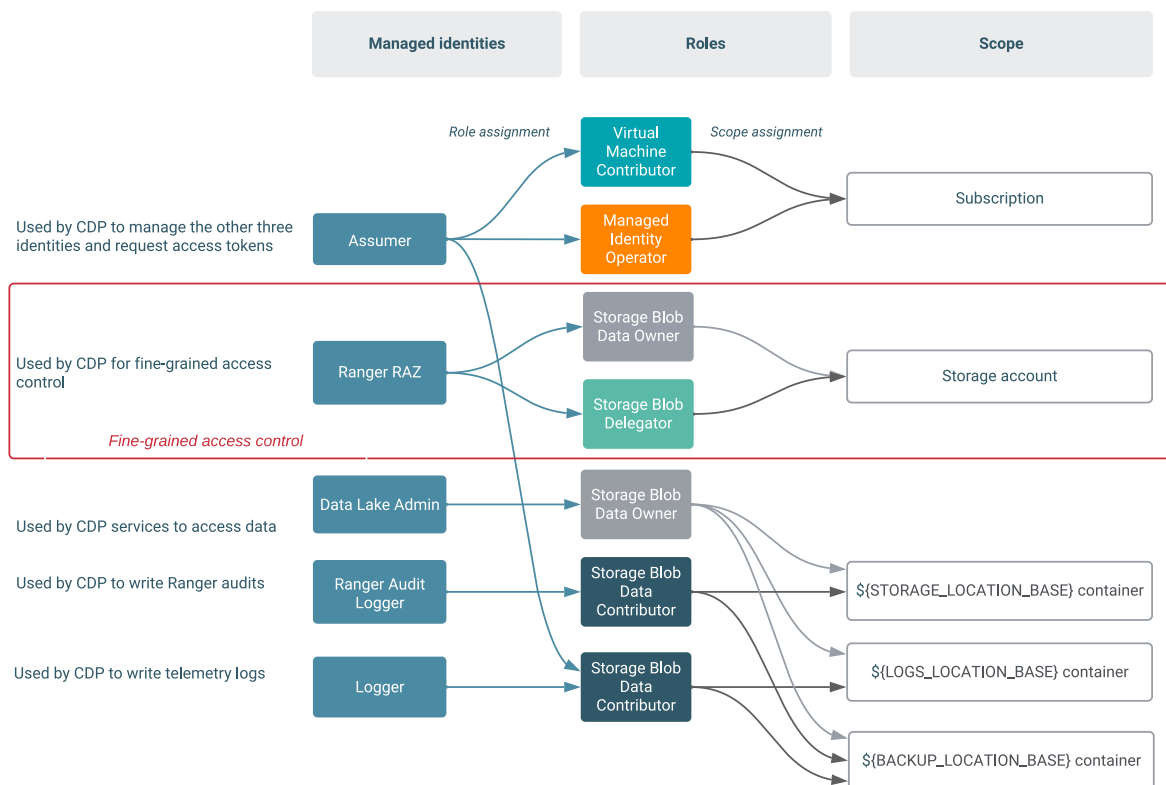 Managed identities
Roles
Scope
Role assignment
Scope assignment
Virtual
Machine
Contributor
Subscription
Used by CDP to manage the other three
identities and request access tokens
Assumer
Managed
Identity
Operator
Storage Blob
Data Owner
Used by CDP for fine-grained access
control
Ranger RAZ
Storage account
Storage Blob
Delegator
Fine-grained access control
Data Lake Admin
Storage Blob
Data Owner
Used by CDP services to access data
Used by CDP to write Ranger audits
Ranger Audit
Logger
Storage Blob
Data
Contributor
${STORAGE_LOCATION_BASE} container
Used by CDP to write telemetry logs
Logger
Storage Blob
Data
Contributor
${LOGS_LOCATION_BASE} container
${BACKUP_LOCATION_BASE} container